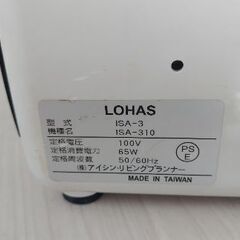 LOHAS
型式 ISA-3
機種名 ISA-310
定格電圧 100V
定格消費電力 65W
定格周波数 50/60Hz
PSE
(株)アイシン・リビングプランナー
MADE IN TAIWAN